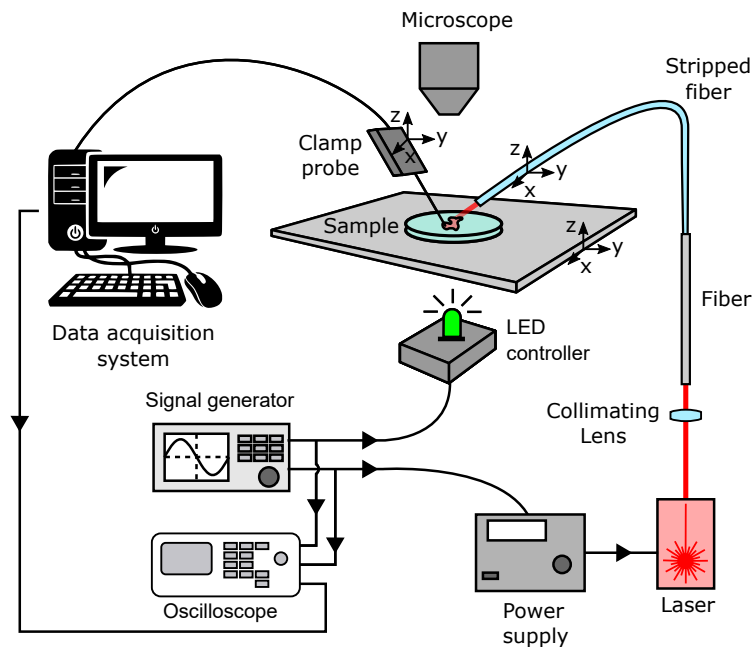 Microscope
Stripped
fiber
z
y
x
Clamp
probe
z
y
x
Sample
z
y
x
Data acquisition
system
LED
controller
Fiber
Signal generator
Collimating
Lens
Oscilloscope
Power
supply
Laser